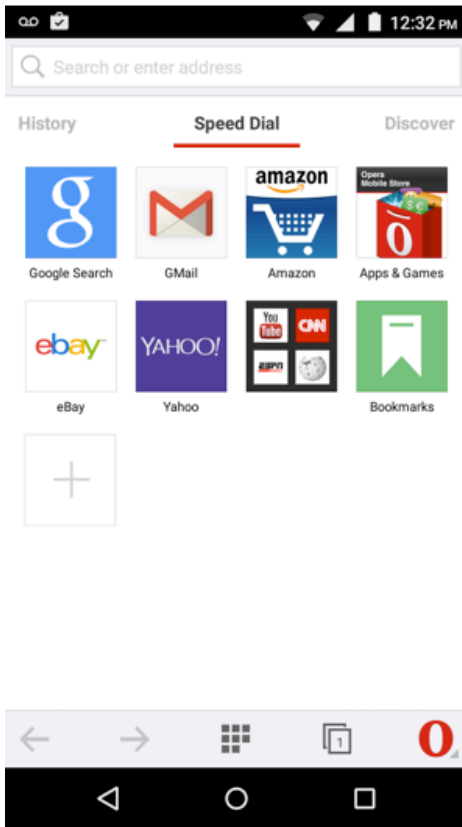 12:32 PM
Search or enter address
History Speed Dial Discover
g
amazon
Opera
Mobile Store
Google Search GMail Amazon Apps & Games
ebay YAHOO!
You
Tube
CNN
ESPN
eBay Yahoo Bookmarks
1